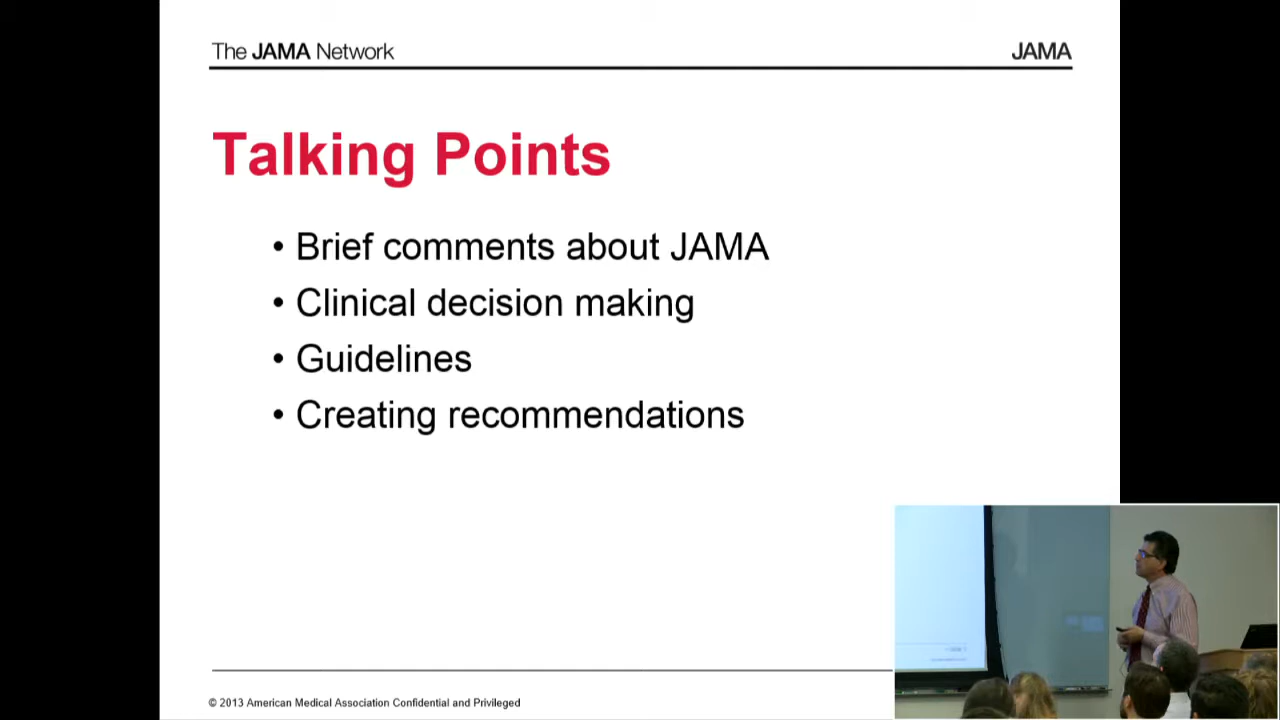 The JAMA Network JAMA
Talking Points
• Brief comments about JAMA
• Clinical decision making
• Guidelines
• Creating recommendations
© 2013 American Medical Association Confidential and Privileged